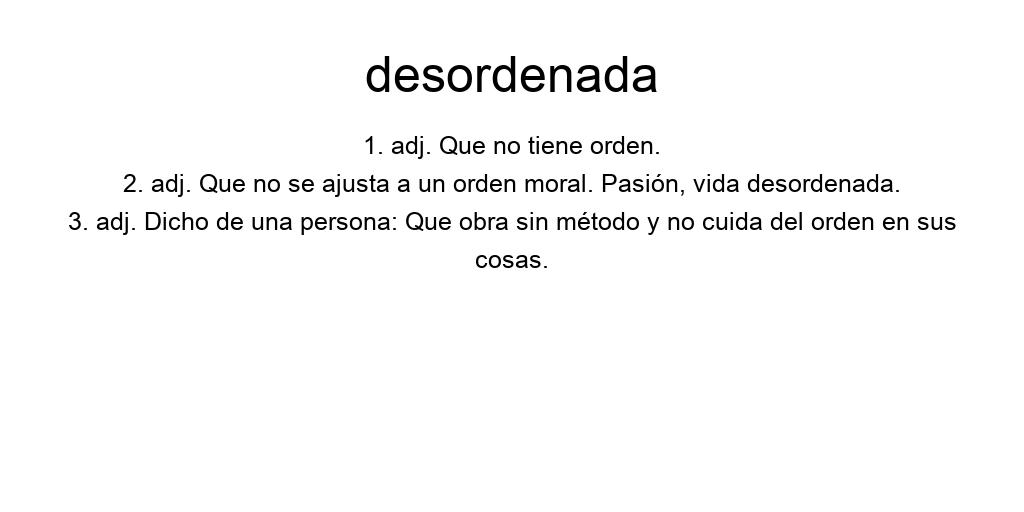 desordenada
1. adj. Que no tiene orden.
2. adj. Que no se ajusta a un orden moral. Pasión, vida desordenada.
3. adj. Dicho de una persona: Que obra sin método y no cuida del orden en sus
cosas.